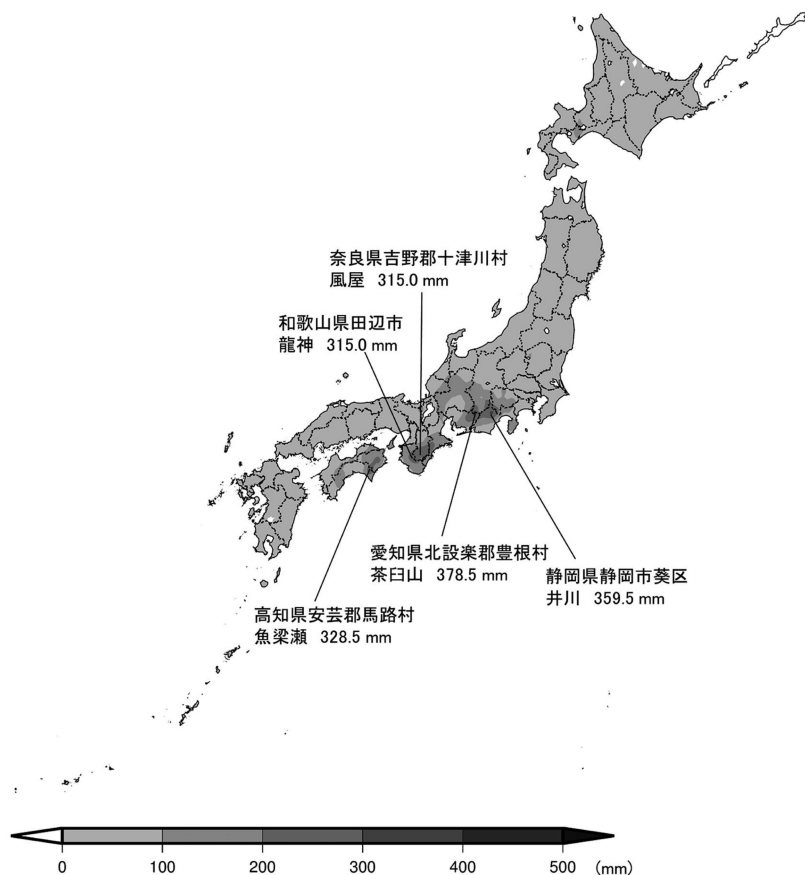 奈良県吉野郡十津川村
風屋 315.0 mm
和歌山県田辺市
龍神 315.0 mm
愛知県北設楽郡豊根村
茶臼山 378.5 mm
静岡県静岡市葵区
井川 359.5 mm
高知県安芸郡馬路村
魚梁瀬 328.5 mm
0 100 200 300 400 500 (mm)